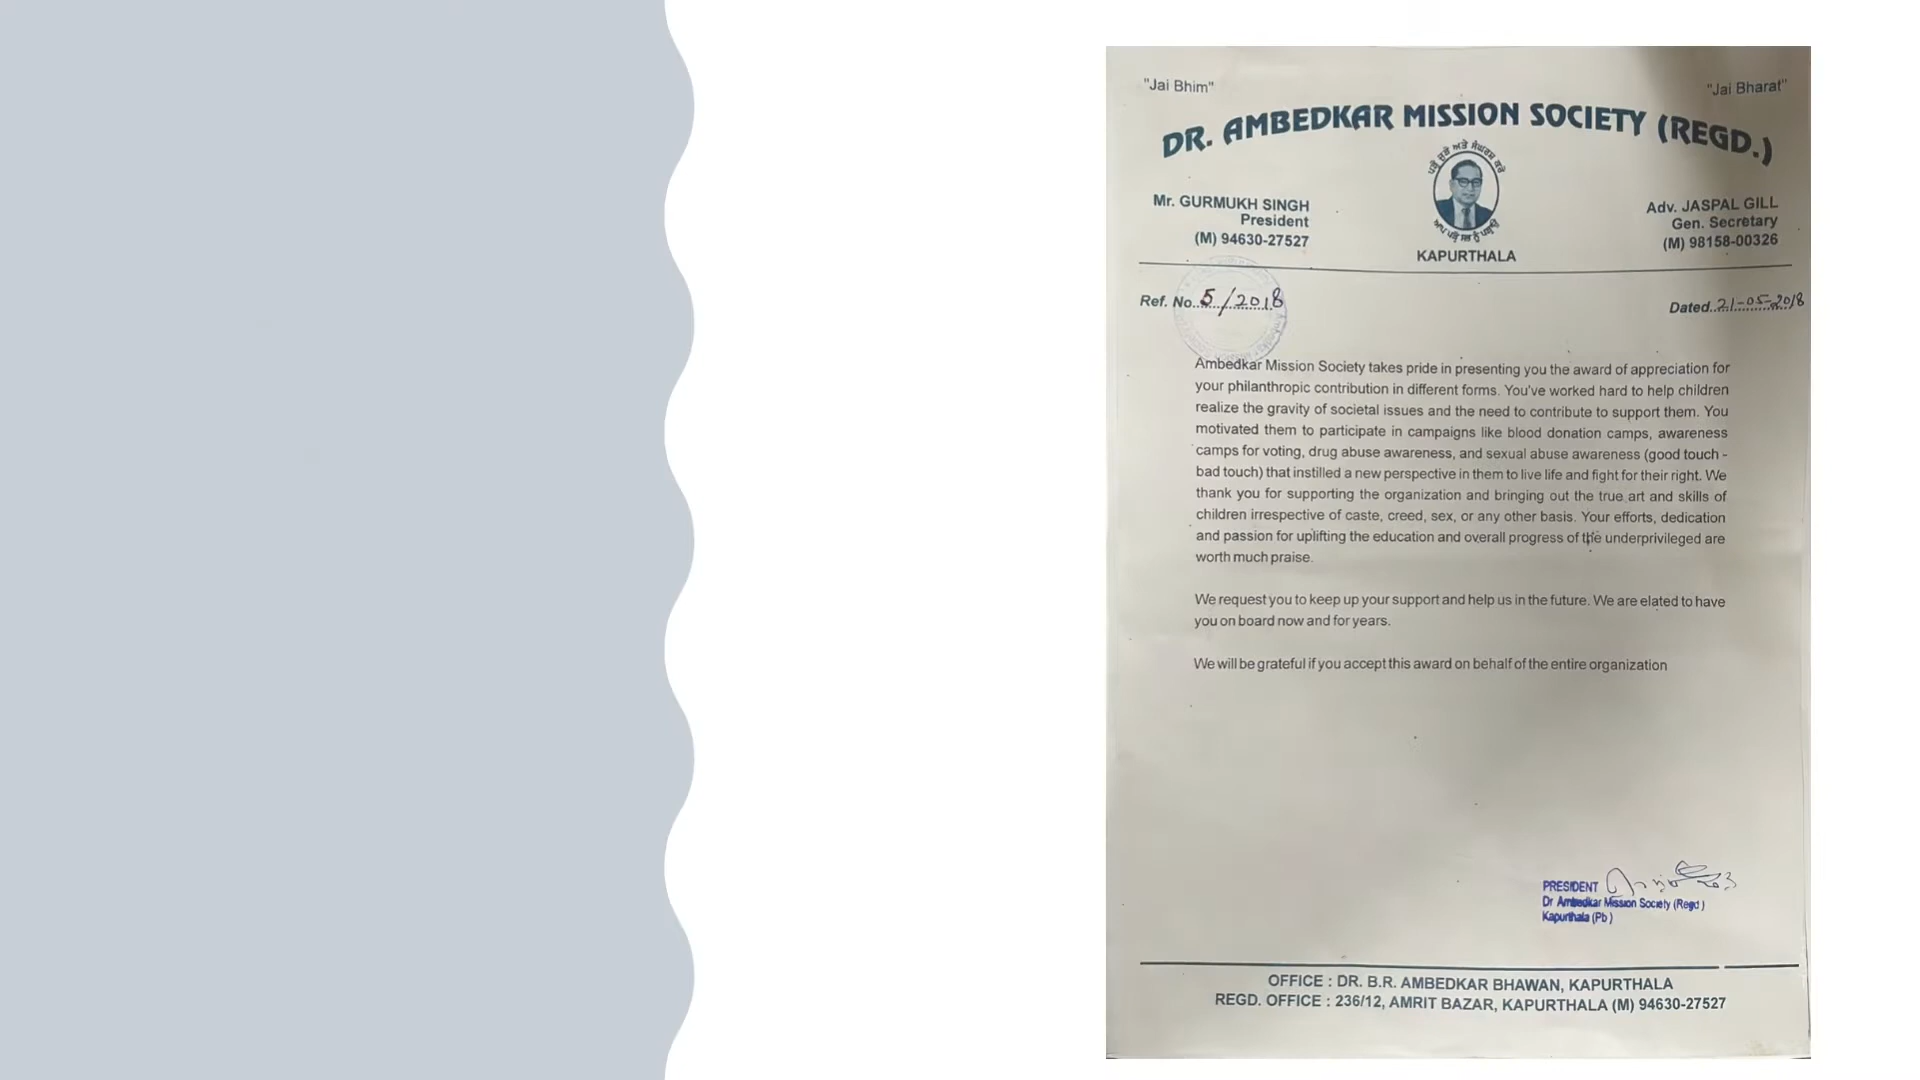 "Jai Bhim"
"Jai Bharat"
DR. AMBEDKAR MISSION SOCIETY (REGD.)
ਪੜ੍ਹੋ ਜੁੜੋ ਅਤੇ ਸੰਘਰਸ਼ ਕਰੋ
Mr. GURMUKH SINGH
President
(M) 94630-27527
Adv. JASPAL GILL
Gen. Secretary
(M) 98158-00326
KAPURTHALA
Ref. No..5/2018
Dated..21-05-2018
Ambedkar Mission Society takes pride in presenting you the award of appreciation for
your philanthropic contribution in different forms. You've worked hard to help children
realize the gravity of societal issues and the need to contribute to support them. You
motivated them to participate in campaigns like blood donation camps, awareness
camps for voting, drug abuse awareness, and sexual abuse awareness (good touch -
bad touch) that instilled a new perspective in them to live life and fight for their right. We
thank you for supporting the organization and bringing out the true art and skills of
children irrespective of caste, creed, sex, or any other basis. Your efforts, dedication
and passion for uplifting the education and overall progress of the underprivileged are
worth much praise.
We request you to keep up your support and help us in the future. We are elated to have
you on board now and for years.
We will be grateful if you accept this award on behalf of the entire organization
PRESIDENT
Dr Ambedkar Mission Society (Regd )
Kapurthala (Pb )
OFFICE : DR. B.R. AMBEDKAR BHAWAN, KAPURTHALA
REGD. OFFICE : 236/12, AMRIT BAZAR, KAPURTHALA (M) 94630-27527